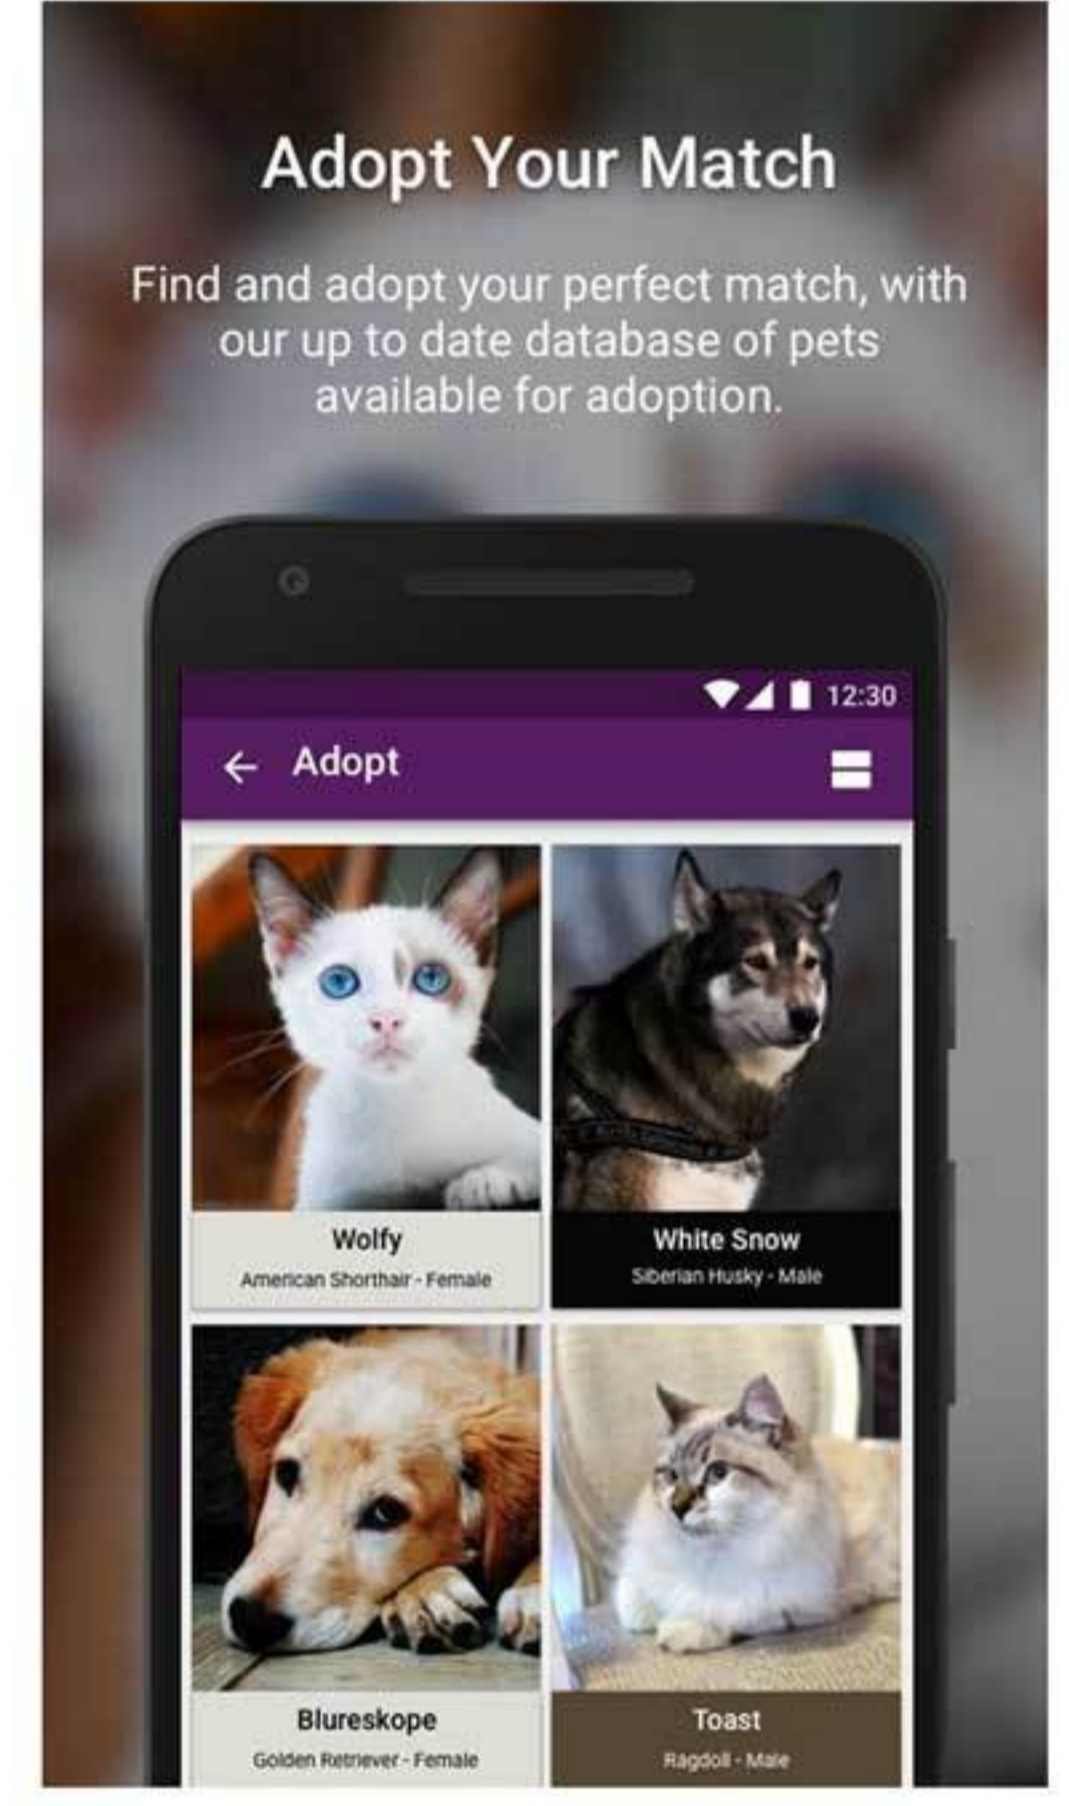 Adopt Your Match
Find and adopt your perfect match, with
our up to date database of pets
available for adoption.
12:30
Adopt
Wolfy
American Shorthair - Female
White Snow
Siberian Husky - Male
Blureskope
Golden Retriever - Female
Toast
Ragdoll - Male